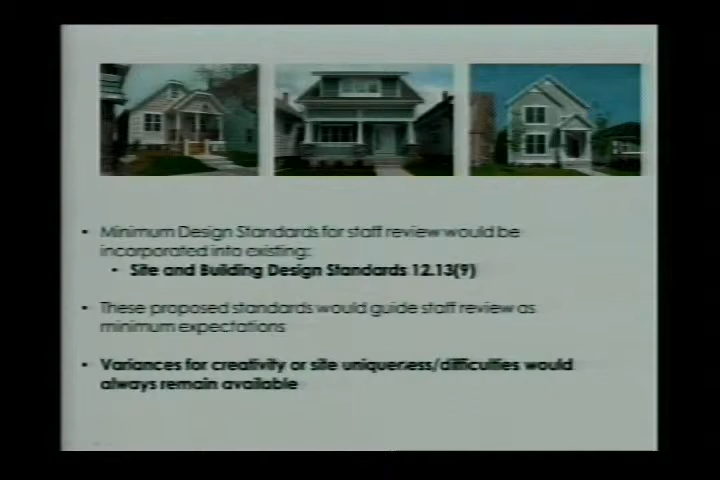 • Minimum Design Standards for staff review would be
incorporated into existing:
• Site and Building Design Standards 12.13(9)
• These proposed standards would guide staff review as
minimum expectations
• Variances for creativity or site uniqueness/difficulties would
always remain available